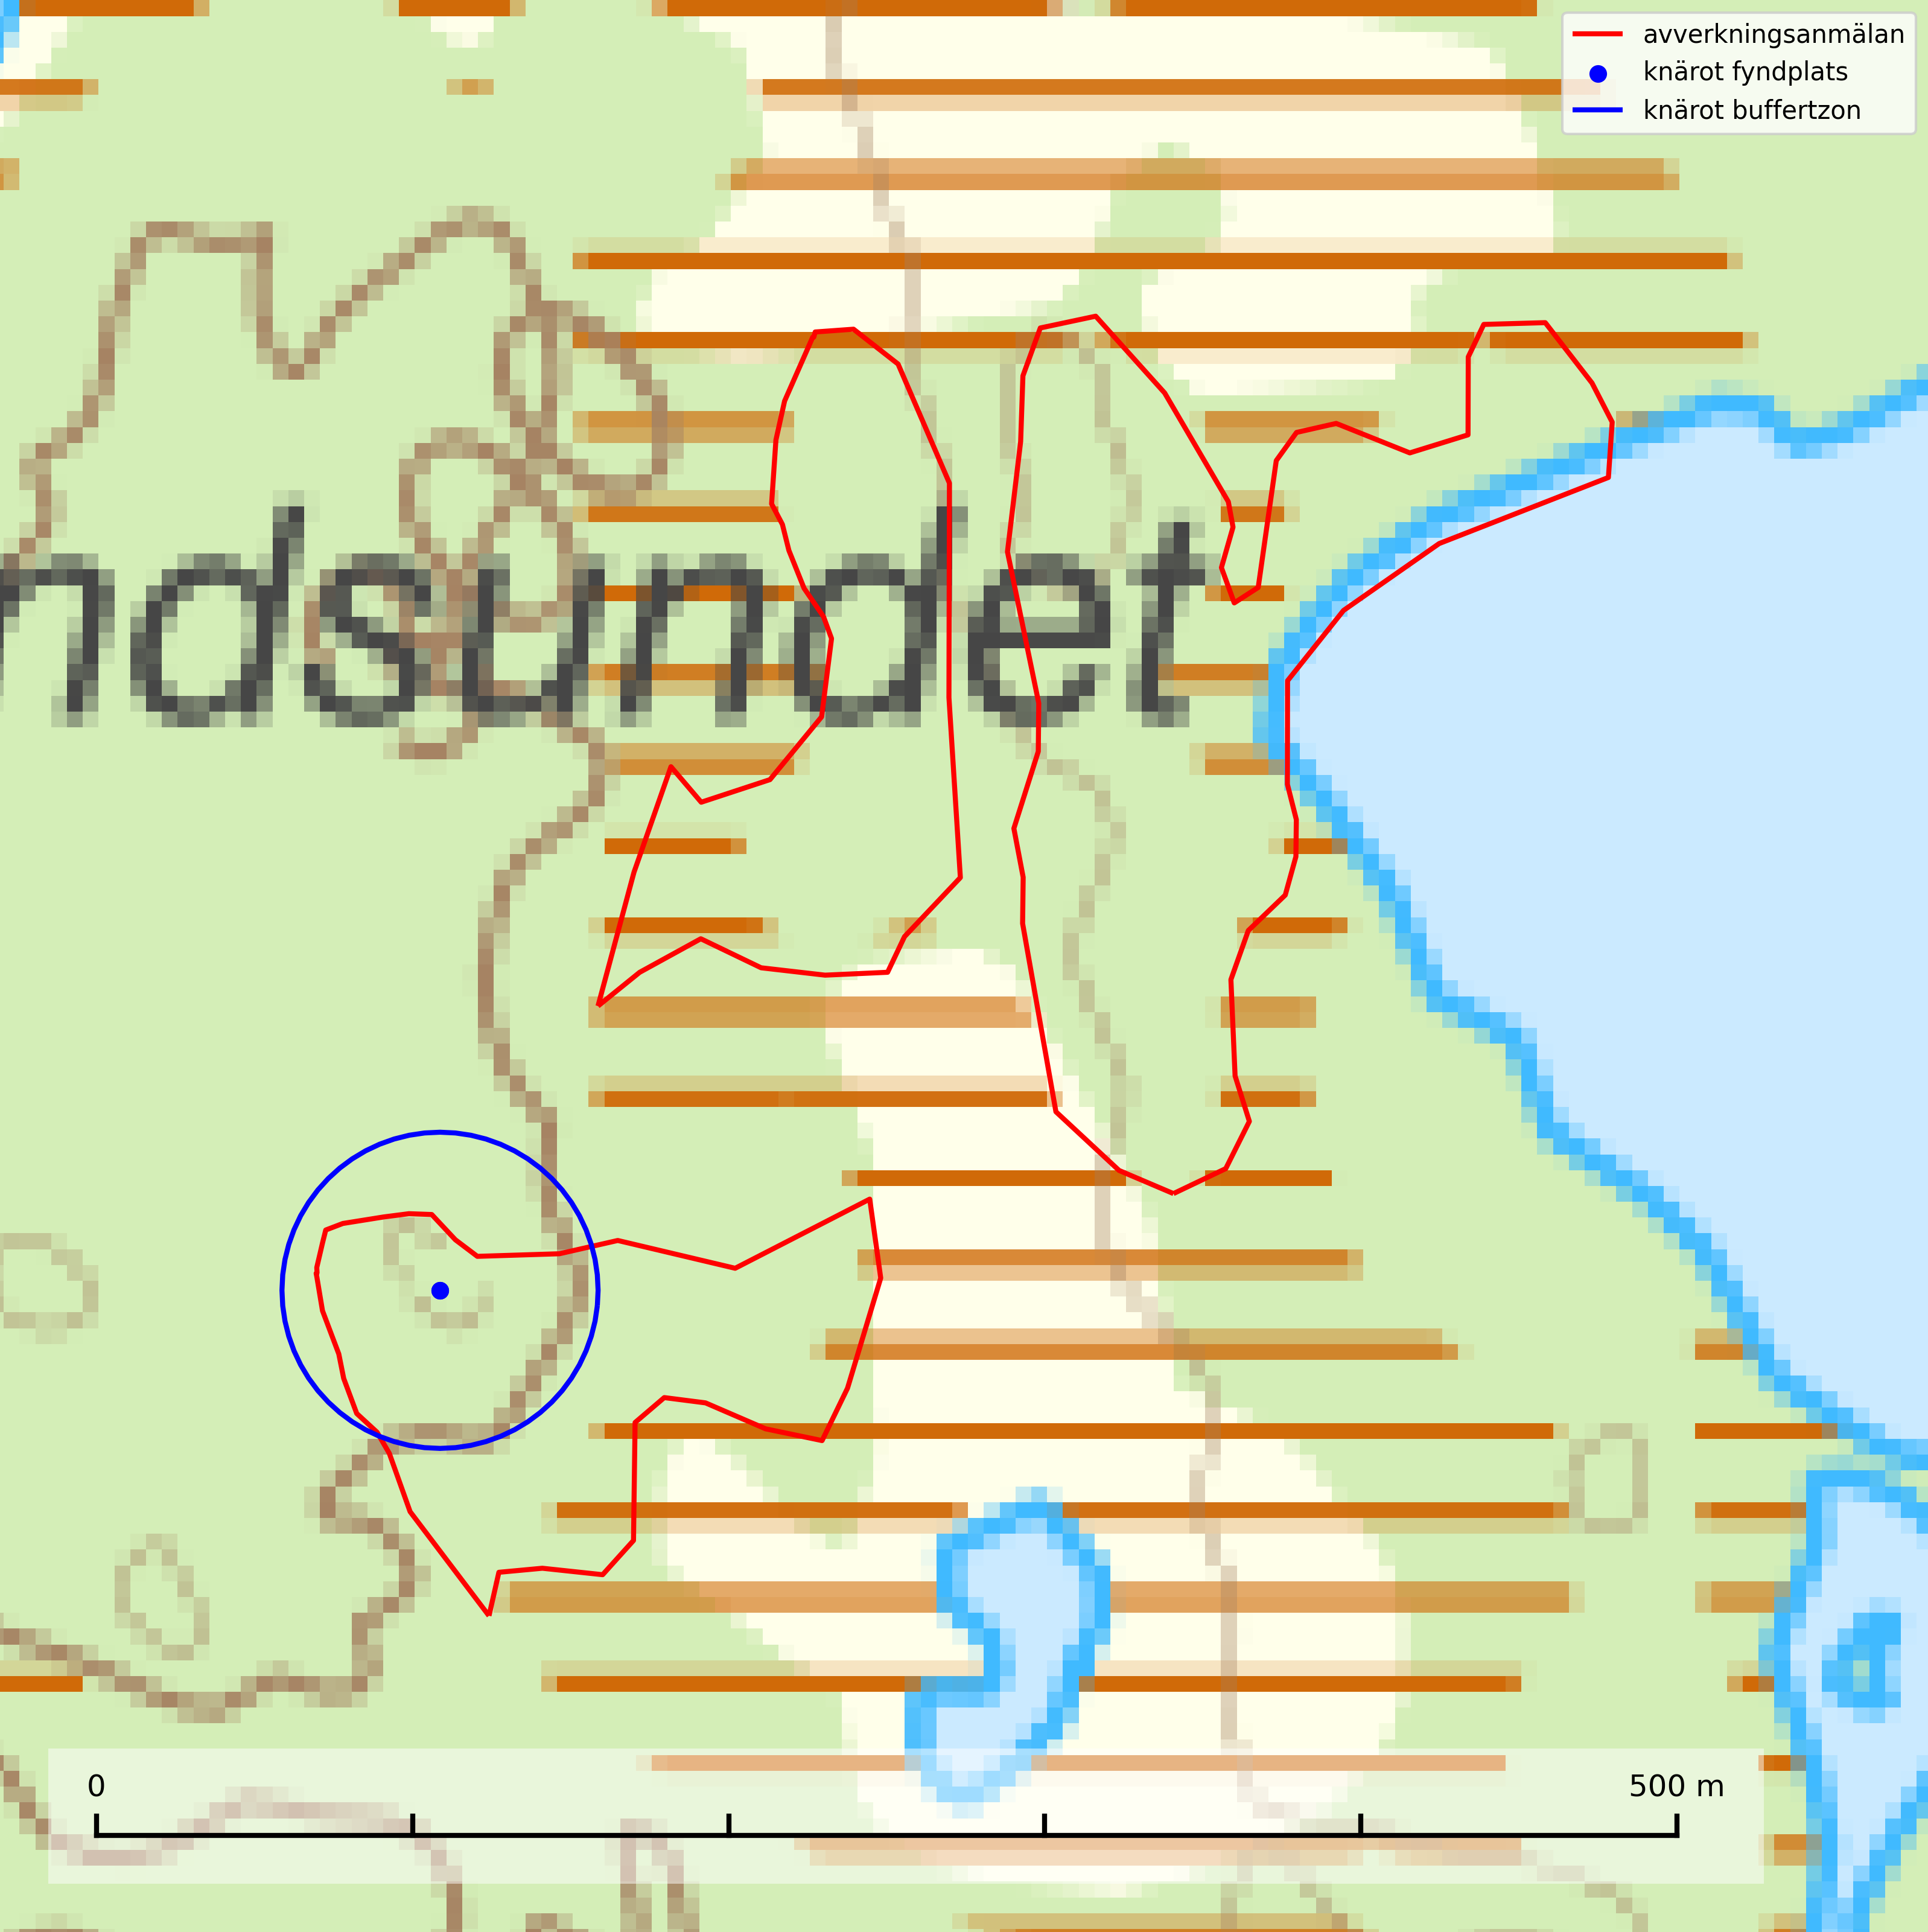 avverkningsanmälan
knärot fyndplats
knärot buffertzon
ndsundet
0 500 m